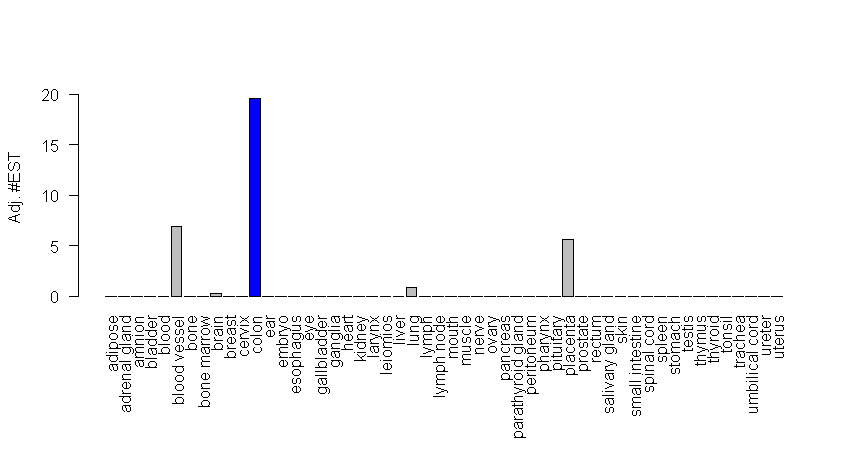 Adj. #EST
20
15
10
5
0
adipose
adrenal gland
amnion
bladder
blood
blood vessel
bone
bone marrow
brain
breast
cervix
colon
ear
embryo
esophagus
eye
gallbladder
ganglia
heart
kidney
larynx
leiomios
liver
lung
lymph
lymph node
mouth
muscle
nerve
ovary
pancreas
parathyroid gland
peritoneum
pharynx
pituitary
placenta
prostate
rectum
salivary gland
skin
small intestine
spinal cord
spleen
stomach
testis
thymus
thyroid
tonsil
trachea
umbilical cord
ureter
uterus